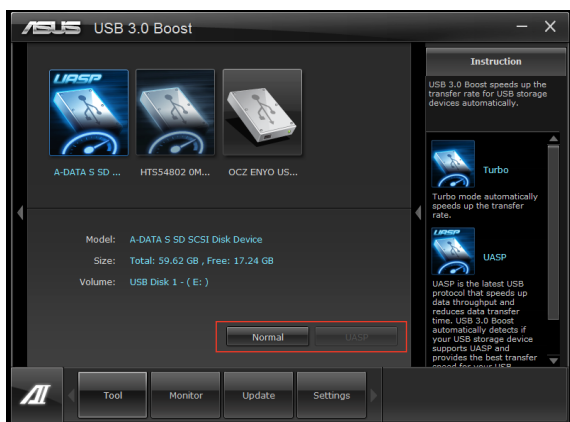 ASUS USB 3.0 Boost
UASP
A-DATA S SD ...
HTS54802 0M...
OCZ ENYO US...
Model: A-DATA S SD SCSI Disk Device
Size: Total: 59.62 GB , Free: 17.24 GB
Volume: USB Disk 1 - ( E: )
Normal
UASP
Instruction
USB 3.0 Boost speeds up the
transfer rate for USB storage
devices automatically.
Turbo
Turbo mode automatically
speeds up the transfer
rate.
UASP
UASP
UASP is the latest USB
protocol that speeds up
data throughput and
reduces data transfer
time. USB 3.0 Boost
automatically detects if
your USB storage device
supports UASP and
provides the best transfer
speed for your USB
AI
Tool
Monitor
Update
Settings